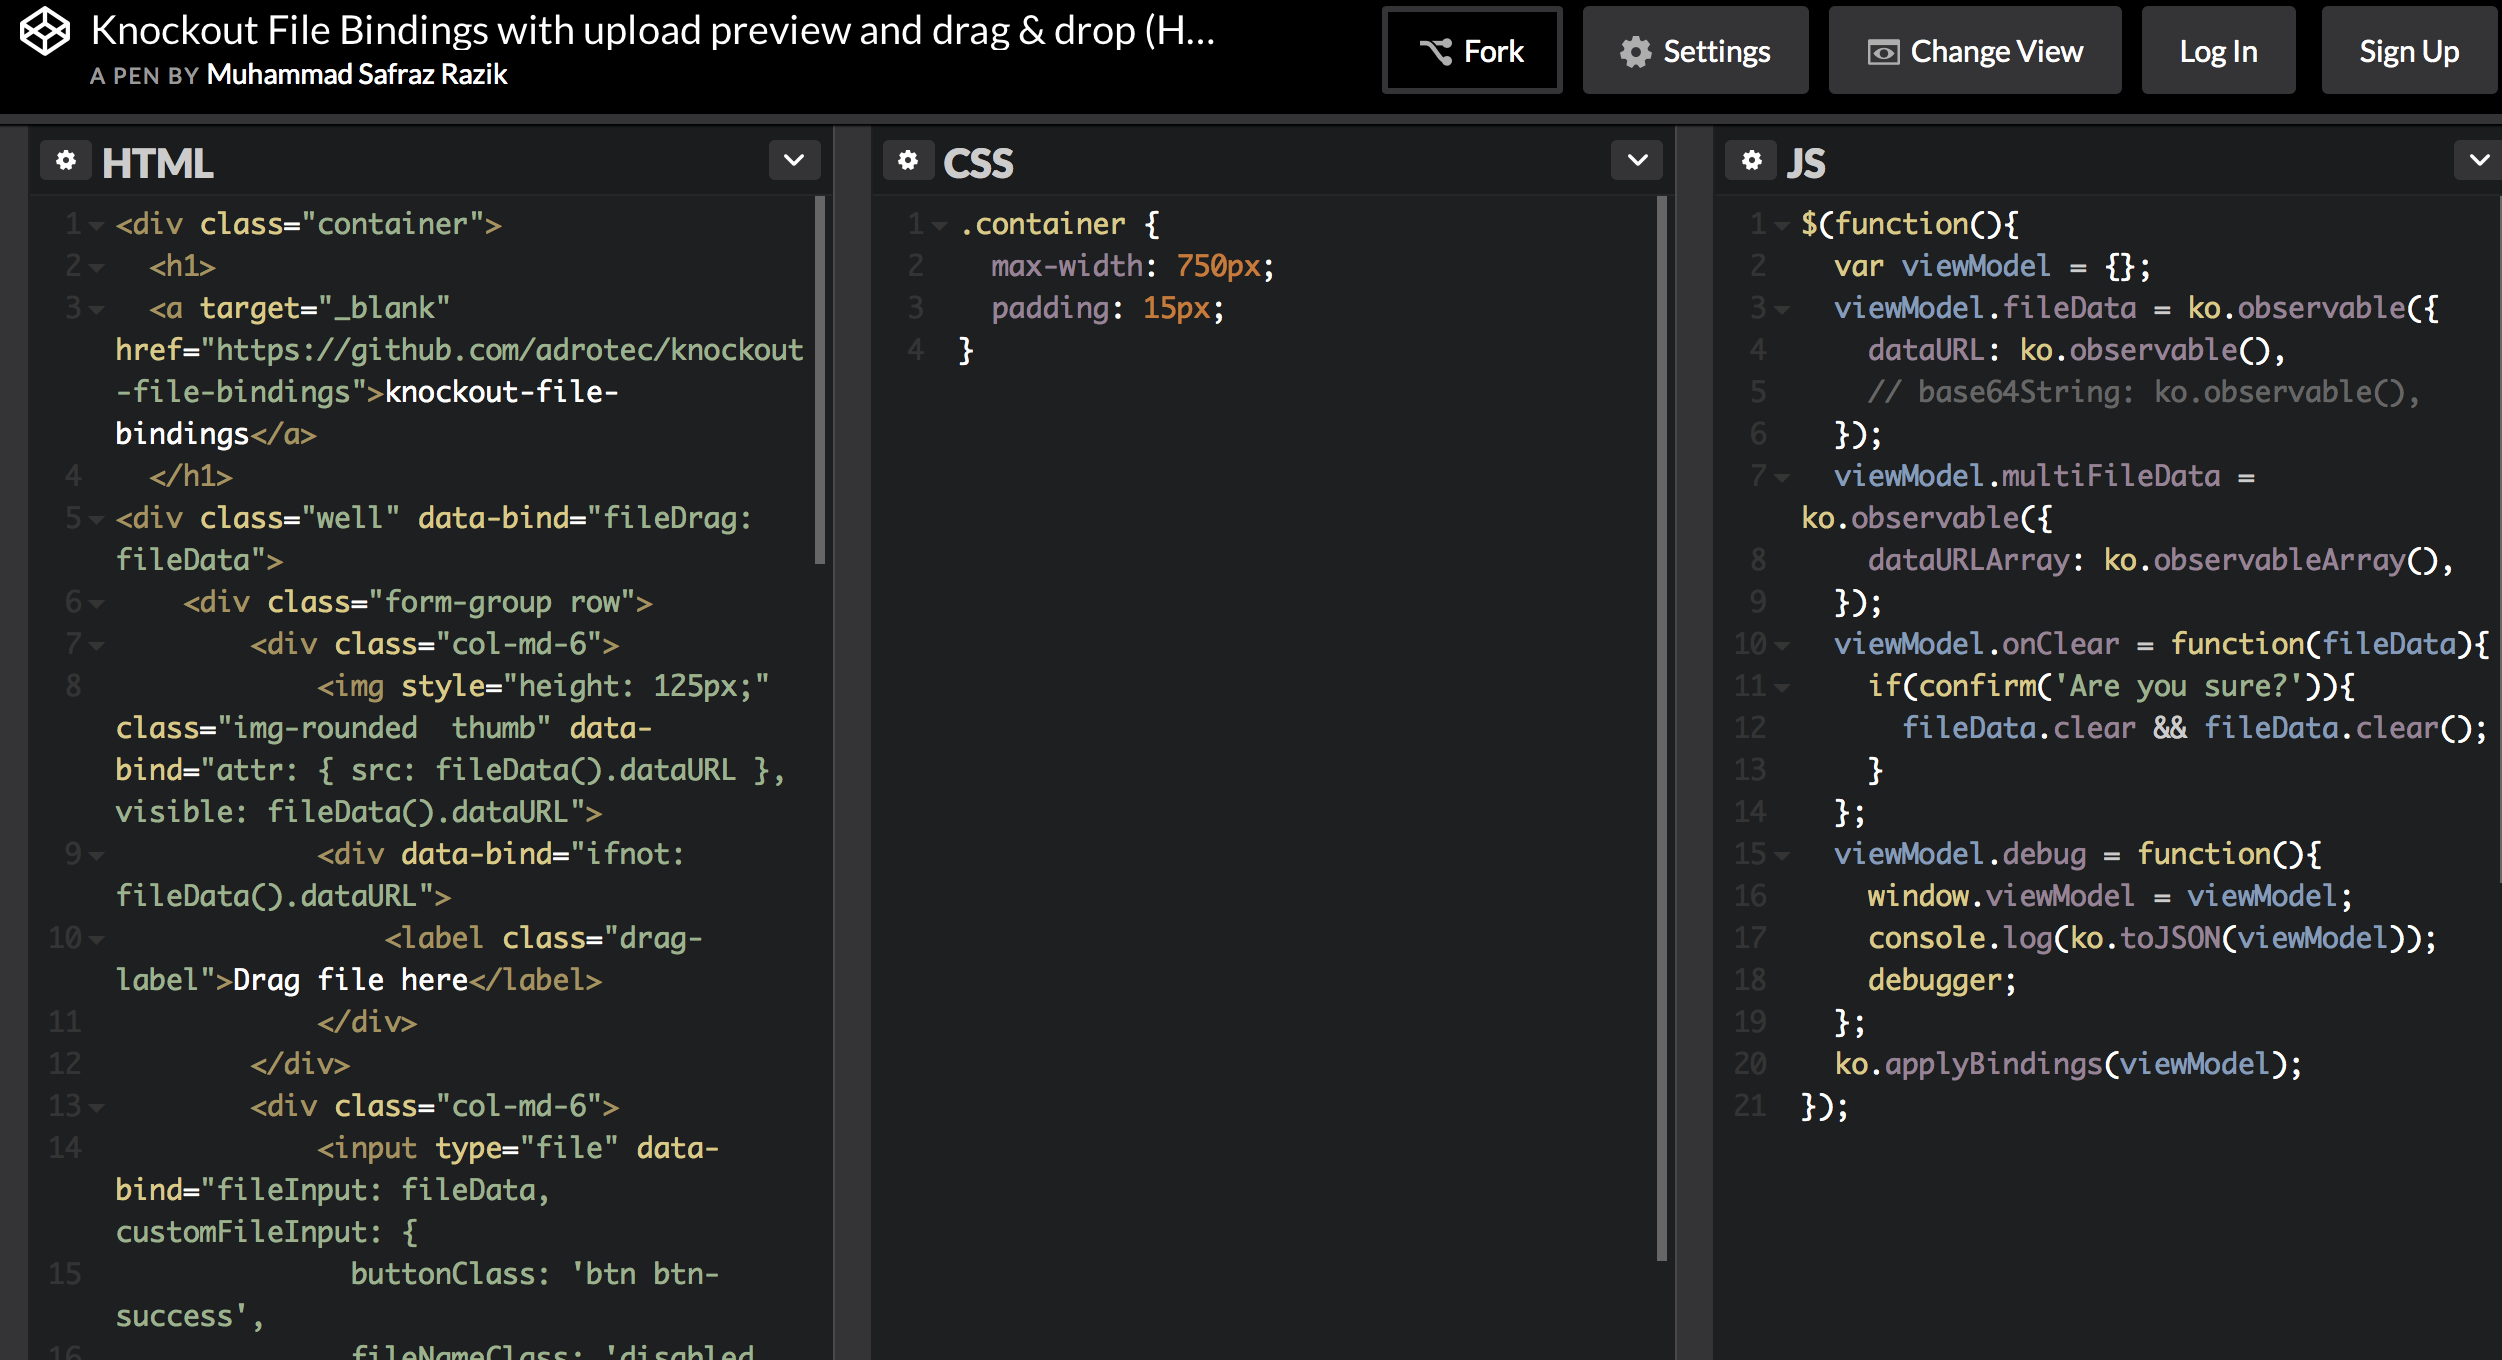 Knockout File Bindings with upload preview and drag & drop (H...
A PEN BY Muhammad Safraz Razik
Fork
Settings
Change View
Log In
Sign Up
HTML
1 <div class="container">
2 <h1>
3 <a target="_blank"
href="https://github.com/adrotec/knockout
-file-bindings">knockout-file-
bindings</a>
4 </h1>
5 <div class="well" data-bind="fileDrag:
fileData">
6 <div class="form-group row">
7 <div class="col-md-6">
8 <img style="height: 125px;"
class="img-rounded  thumb" data-
bind="attr: { src: fileData().dataURL },
visible: fileData().dataURL">
9 <div data-bind="ifnot:
fileData().dataURL">
10 <label class="drag-
label">Drag file here</label>
11 </div>
12 </div>
13 <div class="col-md-6">
14 <input type="file" data-
bind="fileInput: fileData,
customFileInput: {
15 buttonClass: 'btn btn-
success',
16 fileNameClass: 'disabled
CSS
1 .container {
2 max-width: 750px;
3 padding: 15px;
4 }
JS
1 $(function(){
2 var viewModel = {};
3 viewModel.fileData = ko.observable({
4 dataURL: ko.observable(),
5 // base64String: ko.observable(),
6 });
7 viewModel.multiFileData =
ko.observable({
8 dataURLArray: ko.observableArray(),
9 });
10 viewModel.onClear = function(fileData){
11 if(confirm('Are you sure?')){
12 fileData.clear && fileData.clear();
13 }
14 };
15 viewModel.debug = function(){
16 window.viewModel = viewModel;
17 console.log(ko.toJSON(viewModel));
18 debugger;
19 };
20 ko.applyBindings(viewModel);
21 });